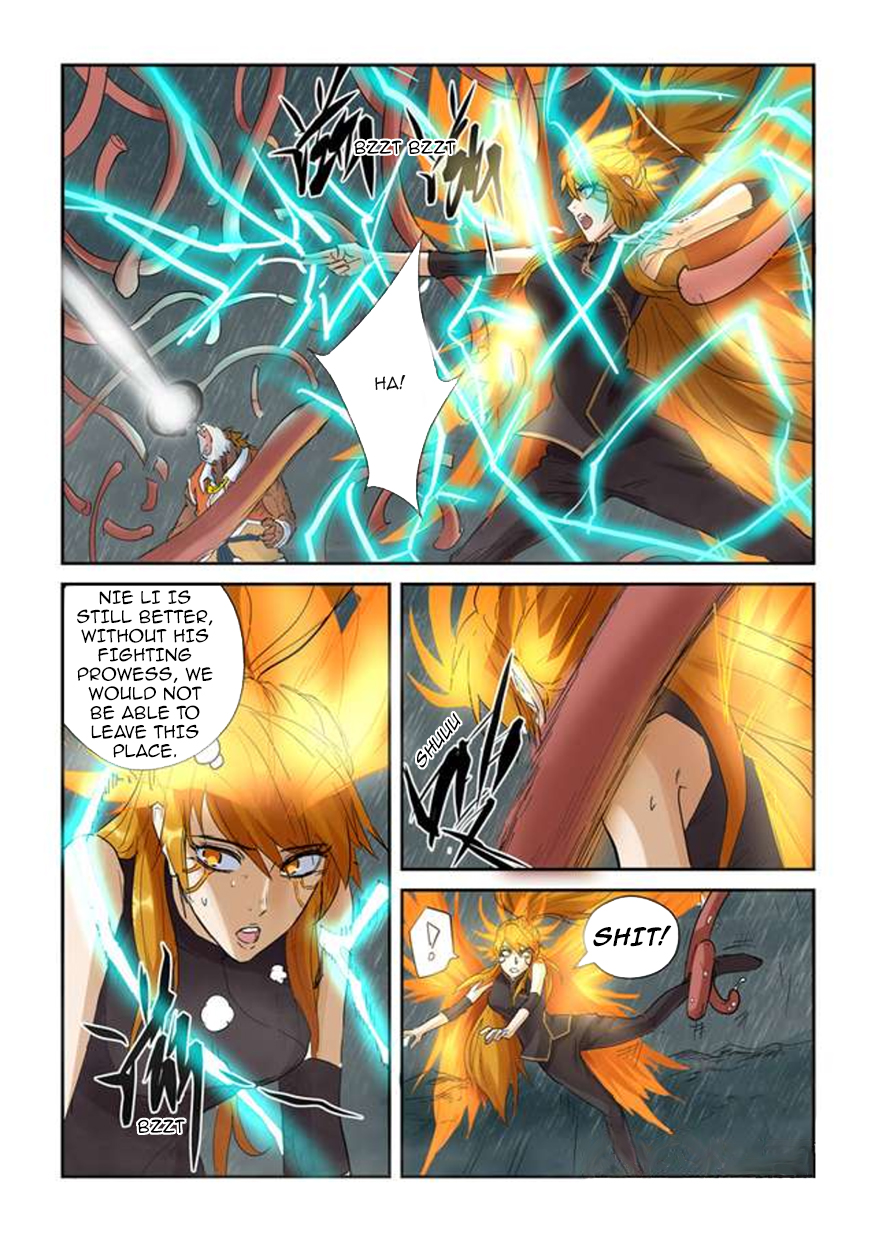 BZZT BZZT
HA!
NIE LI IS
STILL BETTER,
WITHOUT HIS
FIGHTING
PROWESS, WE
WOULD NOT
BE ABLE TO
LEAVE THIS
PLACE.
BZZT
SHUUU
!
SHIT!